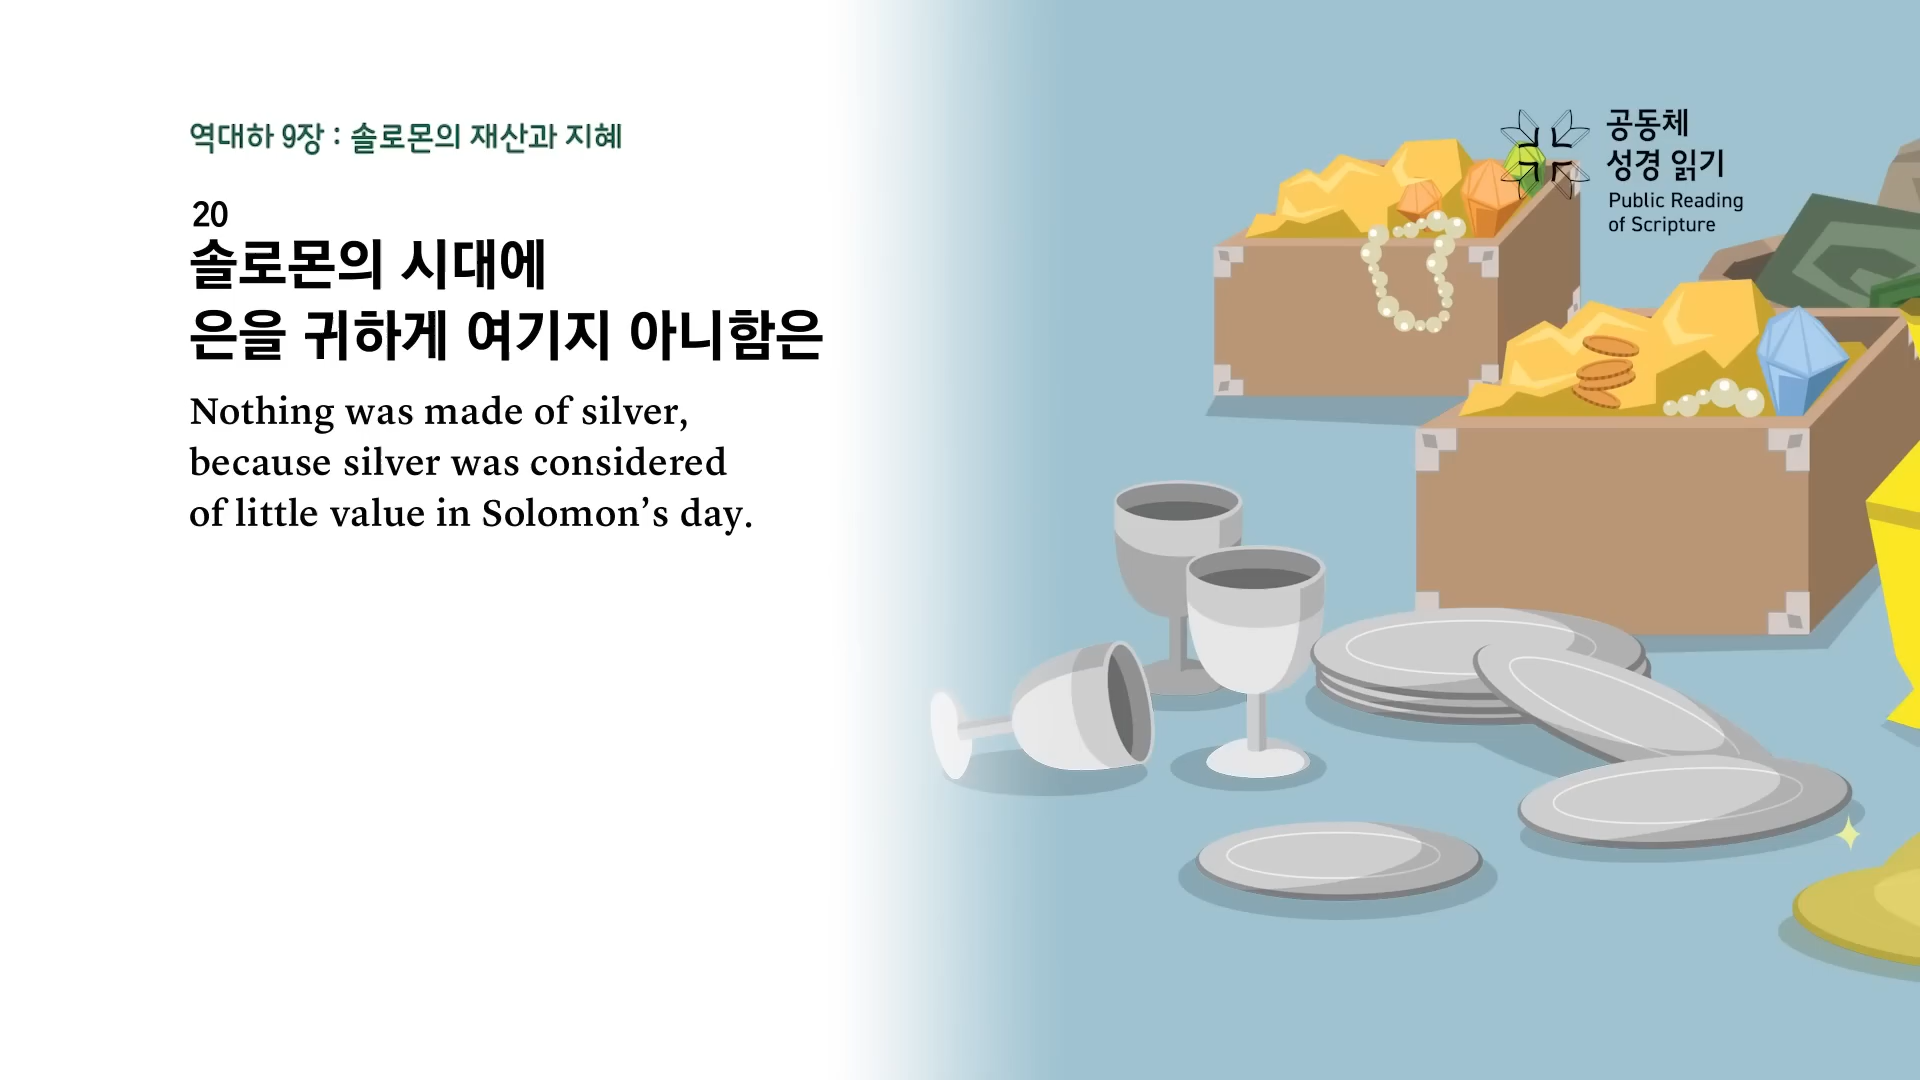 역대하 9장 : 솔로몬의 재산과 지혜
20
솔로몬의 시대에
은을 귀하게 여기지 아니함은
Nothing was made of silver,
because silver was considered
of little value in Solomon’s day.
공동체
성경 읽기
Public Reading
of Scripture